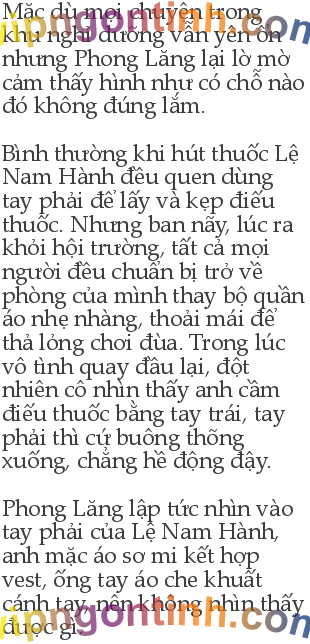 Mặc dù mọi chuyện trong
khu nghỉ dưỡng vẫn yên ổn
nhưng Phong Lăng lại lờ mờ
cảm thấy hình như có chỗ nào
đó không đúng lắm.
Bình thường khi hút thuốc Lệ
Nam Hành đều quen dùng
tay phải để lấy và kẹp điếu
thuốc. Nhưng ban nãy, lúc ra
khỏi hội trường, tất cả mọi
người đều chuẩn bị trở về
phòng của mình thay bộ quần
áo nhẹ nhàng, thoải mái để
thả lỏng chơi đùa. Trong lúc
vô tình quay đầu lại, đột
nhiên cô nhìn thấy anh cầm
điếu thuốc bằng tay trái, tay
phải thì cứ buông thõng
xuống, chẳng hề động đậy.
Phong Lăng lập tức nhìn vào
tay phải của Lệ Nam Hành,
anh mặc áo sơ mi kết hợp
vest, ống tay áo che khuất
cánh tay, nên không nhìn thấy
được gì.